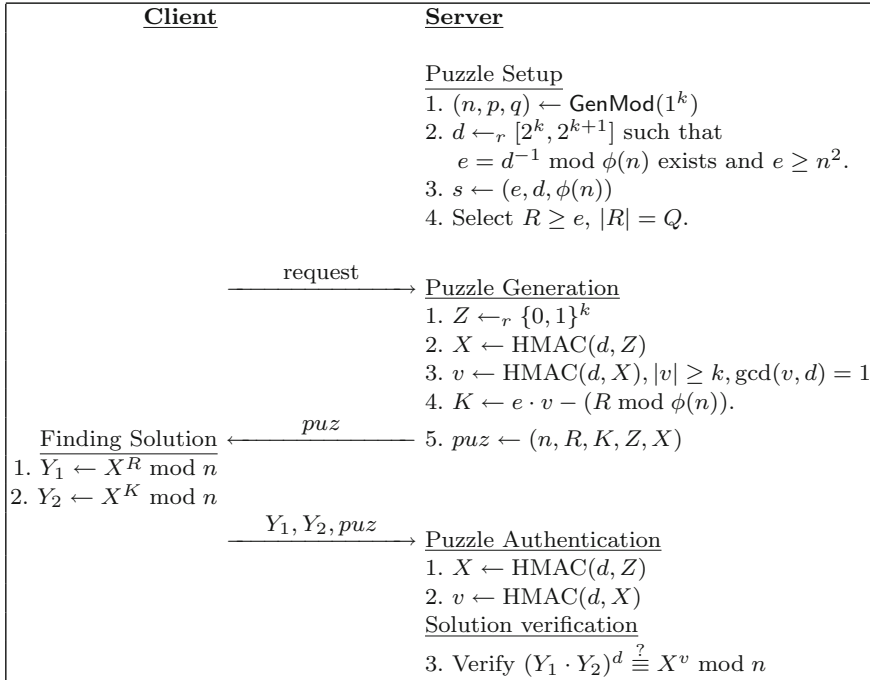 Client Server
Puzzle Setup
1. (n, p, q) ← GenMod(1^k)
2. d ←_r [2^k, 2^{k+1}] such that
e = d^{-1} mod ϕ(n) exists and e ≥ n^2.
3. s ← (e, d, ϕ(n))
4. Select R ≥ e, |R| = Q.
request
Puzzle Generation
1. Z ←_r {0, 1}^k
2. X ← HMAC(d, Z)
3. v ← HMAC(d, X), |v| ≥ k, gcd(v, d) = 1
4. K ← e · v − (R mod ϕ(n)).
Finding Solution puz 5. puz ← (n, R, K, Z, X)
1. Y_1 ← X^R mod n
2. Y_2 ← X^K mod n
Y_1, Y_2, puz
Puzzle Authentication
1. X ← HMAC(d, Z)
2. v ← HMAC(d, X)
Solution verification
3. Verify (Y_1 · Y_2)^d ≟ X^v mod n